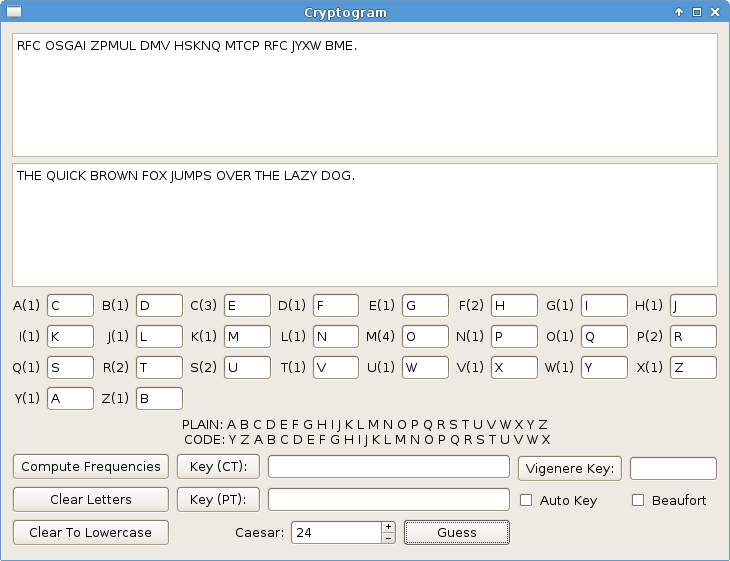 Cryptogram
RFC OSGAI ZPMUL DMV HSKNQ MTCP RFC JYXW BME.
THE QUICK BROWN FOX JUMPS OVER THE LAZY DOG.
A(1) C B(1) D C(3) E D(1) F E(1) G F(2) H G(1) I H(1) J
I(1) K J(1) L K(1) M L(1) N M(4) O N(1) P O(1) Q P(2) R
Q(1) S R(2) T S(2) U T(1) V U(1) W V(1) X W(1) Y X(1) Z
Y(1) A Z(1) B
PLAIN: A B C D E F G H I J K L M N O P Q R S T U V W X Y Z
CODE: Y Z A B C D E F G H I J K L M N O P Q R S T U V W X
Compute Frequencies Key (CT): Vigenere Key:
Clear Letters Key (PT): Auto Key Beaufort
Clear To Lowercase Caesar: 24 Guess